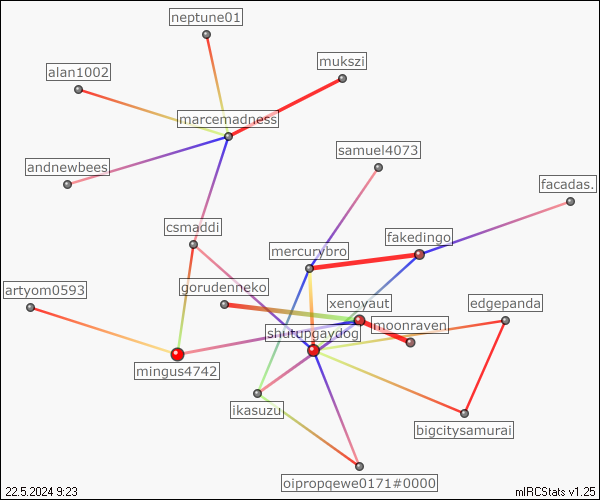 neptune01
mukszi
alan1002
marcemadness
samuel4073
andnewbees
facadas.
csmaddi
fakedingo
mercurybro
gorudenneko
artyom0593
xenoyaut
edgepanda
moonraven
shutupgaydog
mingus4742
ikasuzu
bigcitysamurai
oipropqewe0171#0000
22.5.2024 9:23
mIRCStats v1.25